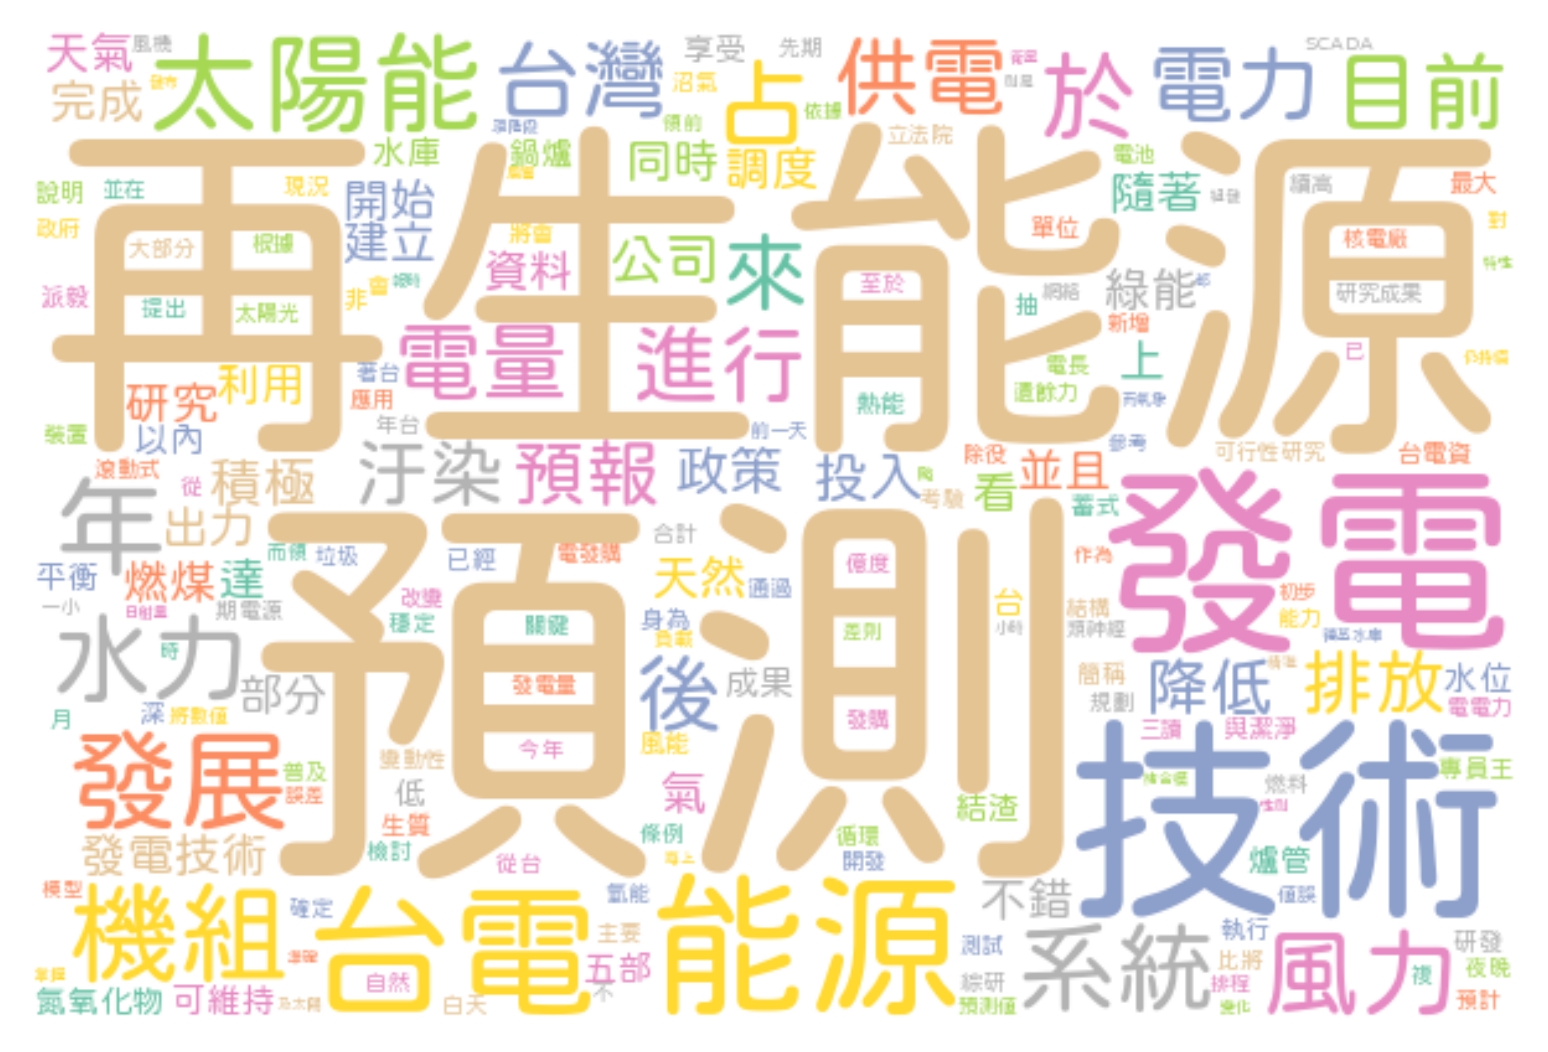 天氣
風機
太陽能
台灣
享受
先期
供電
於
電力
SCADA
目前
完成
沼氣
占
依據
水庫
鍋爐
領前
同時
調度
立法院
電池
隨著
續高
最大
說明
並在
現況
開始
政府
大部分
根據
建立
將會
資料
公司
來
單位
核電廠
對
特性
派毅
提出
太陽光
非
會
至於
抽
網絡
綠能
研究成果
新增
再生能源
電量
進行
著台
利用
研究
應用
熱能
電長
遺餘力
上
已
裝置
以內
年台
前一天
參考
可行性研究
台電資
滾動式
從
積極
汙染
預報
政策
投入
除役
並且
看
考驗
蓄式
年
出力
合計
發電
平衡
而領
垃圾
已經
電發購
天然
通過
億度
作為
燃煤
達
一小
期電源
改變
穩定
關鍵
身為
負載
差則
台
小時
結構
類神經
初步
能力
水力
時
預測
部分
發電量
後
成果
發購
簡稱
規劃
降低
排放
水位
電電力
月
深
將數值
今年
風能
三讀
與潔淨
發展
普及
誤差
變動性
低
氣
結渣
技術
燃料
專員王
生質
條例
循環
發電技術
檢討
從台
開發
爐管
模型
機組
確定
台電
氫能
能源
不錯
值誤
主要
測試
系統
執行
風力
研發
五部
比將
夜晚
自然
不
綜研
排程
複
氮氧化物
可維持
白天
預測值
變化
預計